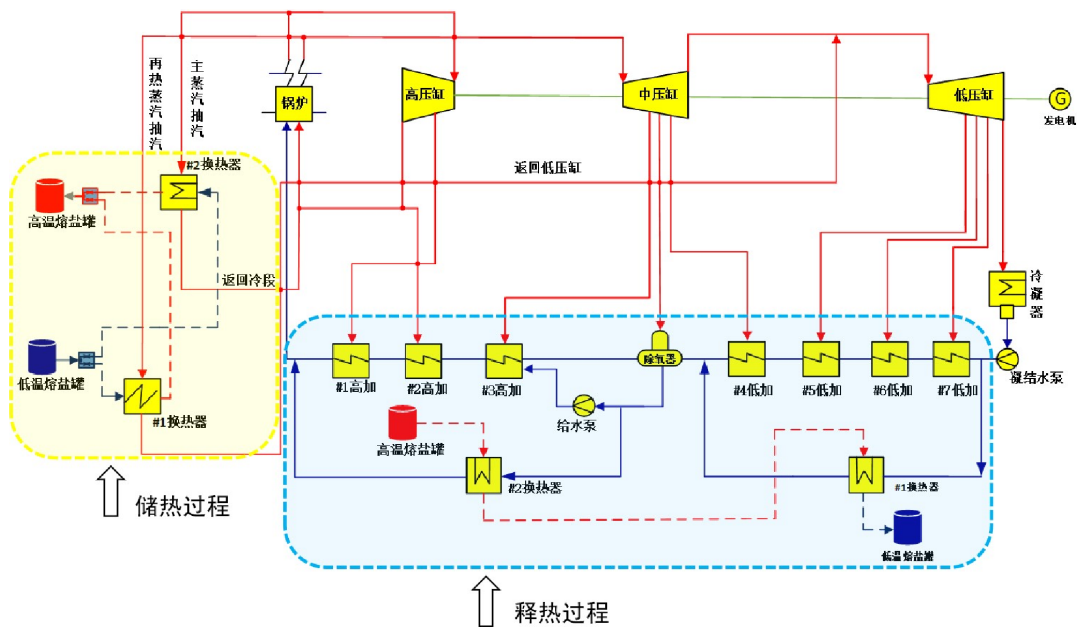 再热蒸汽抽汽
主蒸汽抽汽
锅炉
高压缸
中压缸
低压缸
G
发电机
#2换热器
返回低压缸
高温熔盐罐
返回冷段
冷凝器
低温熔盐罐
#1换热器
除氧器
凝结水泵
#1高加
#2高加
#3高加
#4低加
#5低加
#6低加
#7低加
给水泵
高温熔盐罐
#2换热器
#1换热器
低温熔盐罐
储热过程
释热过程